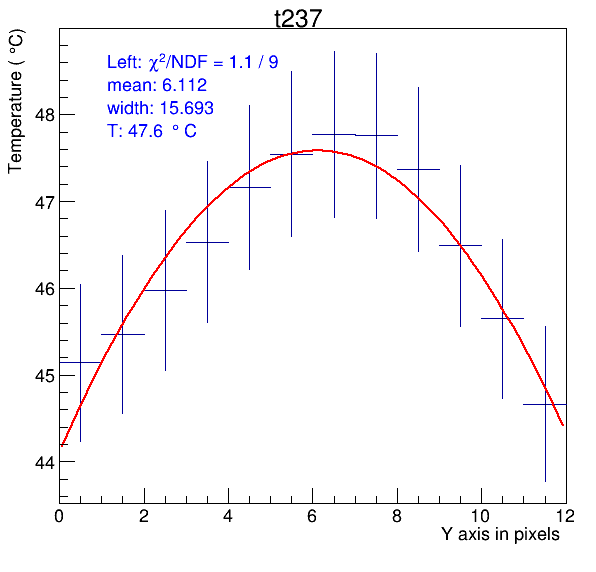 t237
Temperature ( °C)
Left: χ²/NDF = 1.1 / 9
mean: 6.112
width: 15.693
T: 47.6 ° C
48
47
46
45
44
0 2 4 6 8 10 12
Y axis in pixels